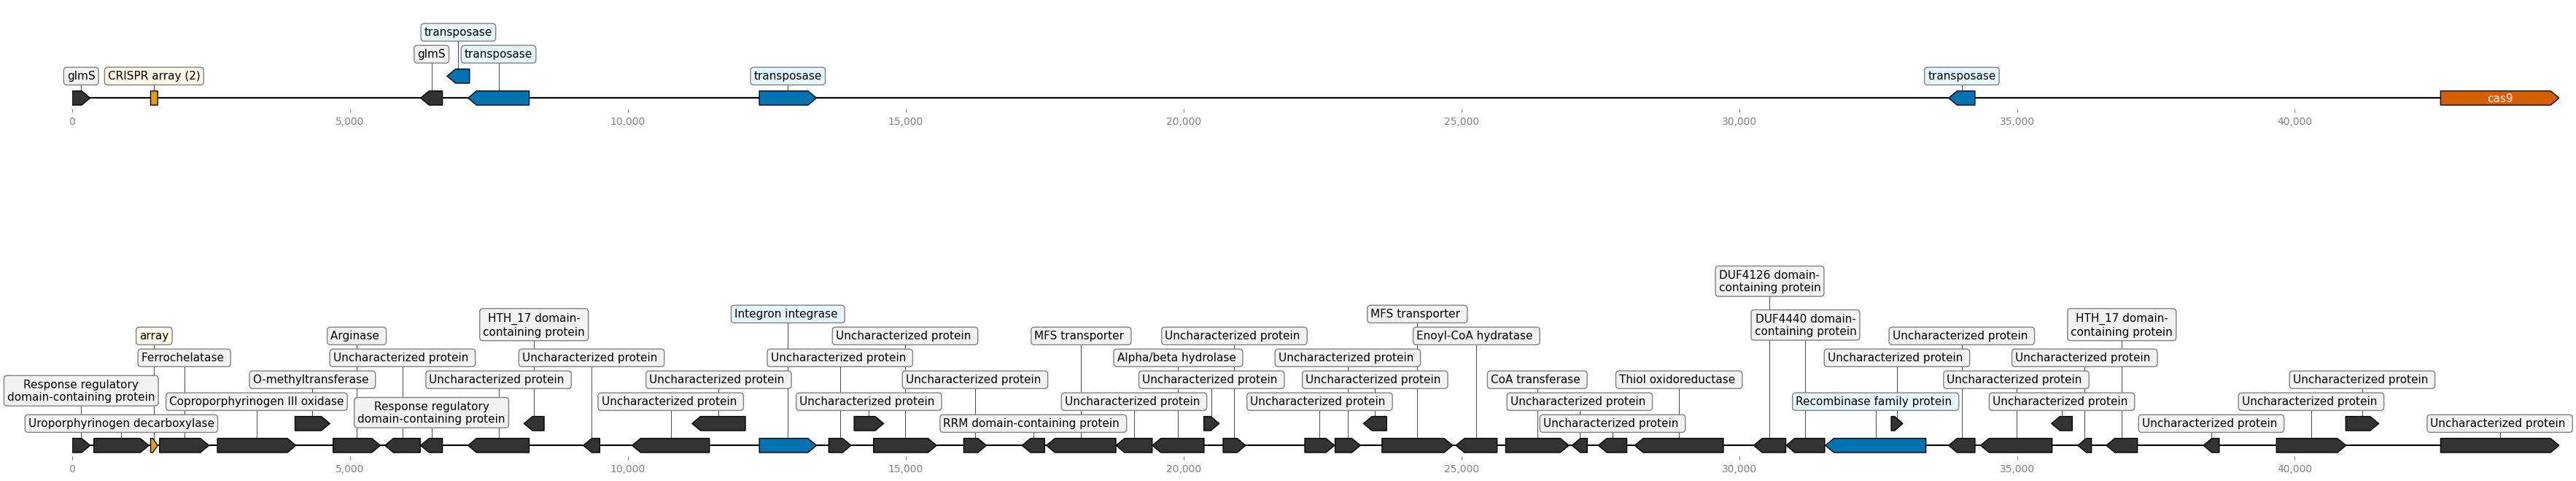 transposase
glmS
transposase
glmS
CRISPR array (2)
transposase
transposase
cas9
0
5,000
10,000
15,000
20,000
25,000
30,000
35,000
40,000
DUF4126 domain-
containing protein
Integron integrase
MFS transporter
HTH_17 domain-
containing protein
DUF4440 domain-
containing protein
HTH_17 domain-
containing protein
array
Arginase
Uncharacterized protein
MFS transporter
Uncharacterized protein
Enoyl-CoA hydratase
Uncharacterized protein
Ferrochelatase
Uncharacterized protein
Uncharacterized protein
Uncharacterized protein
Alpha/beta hydrolase
Uncharacterized protein
Uncharacterized protein
Uncharacterized protein
Response regulatory
domain-containing protein
O-methyltransferase
Uncharacterized protein
Uncharacterized protein
Uncharacterized protein
Uncharacterized protein
Uncharacterized protein
CoA transferase
Thiol oxidoreductase
Uncharacterized protein
Uncharacterized protein
Coproporphyrinogen III oxidase
Response regulatory
domain-containing protein
Uncharacterized protein
Uncharacterized protein
Uncharacterized protein
Uncharacterized protein
Uncharacterized protein
Recombinase family protein
Uncharacterized protein
Uncharacterized protein
Uroporphyrinogen decarboxylase
RRM domain-containing protein
Uncharacterized protein
Uncharacterized protein
Uncharacterized protein
0
5,000
10,000
15,000
20,000
25,000
30,000
35,000
40,000